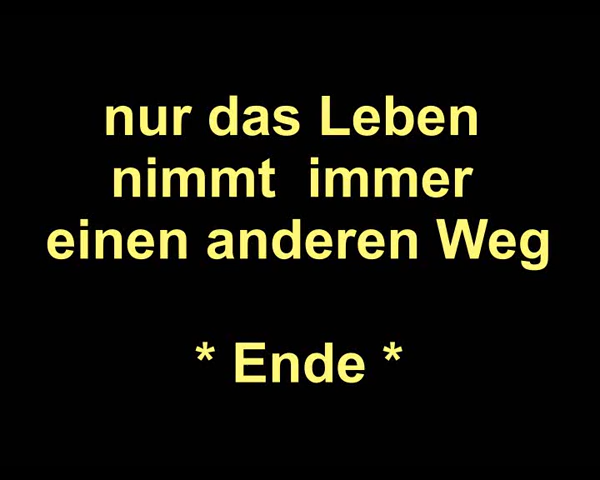 nur das Leben
nimmt  immer
einen anderen Weg
* Ende *